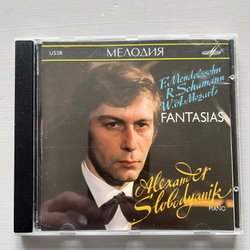 USSR
МЕЛОДИЯ
F. Mendelssohn
R. Schumann
W. A. Mozart
FANTASIAS
Alexander
Slobodyanik
PIANO